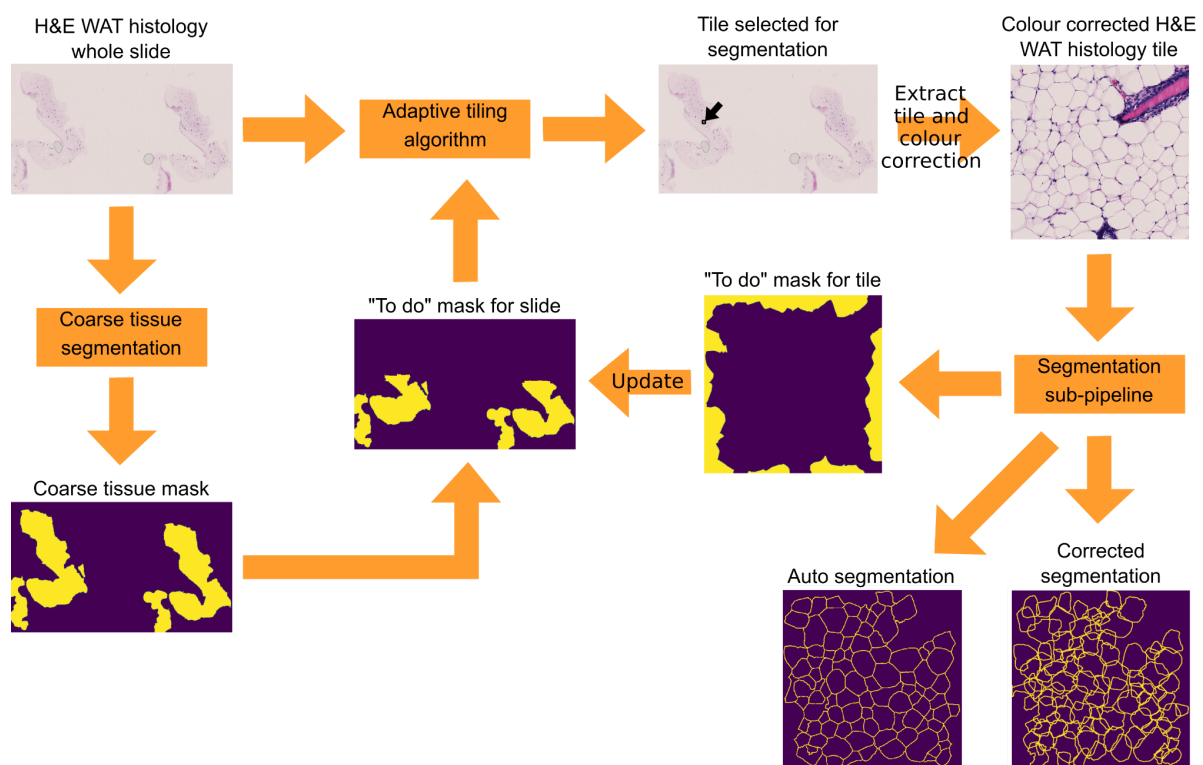 H&E WAT histology
whole slide
Adaptive tiling
algorithm
Tile selected for
segmentation
Extract
tile and
colour
correction
Colour corrected H&E
WAT histology tile
Coarse tissue
segmentation
"To do" mask for slide
Update
"To do" mask for tile
Segmentation
sub-pipeline
Coarse tissue mask
Auto segmentation
Corrected
segmentation